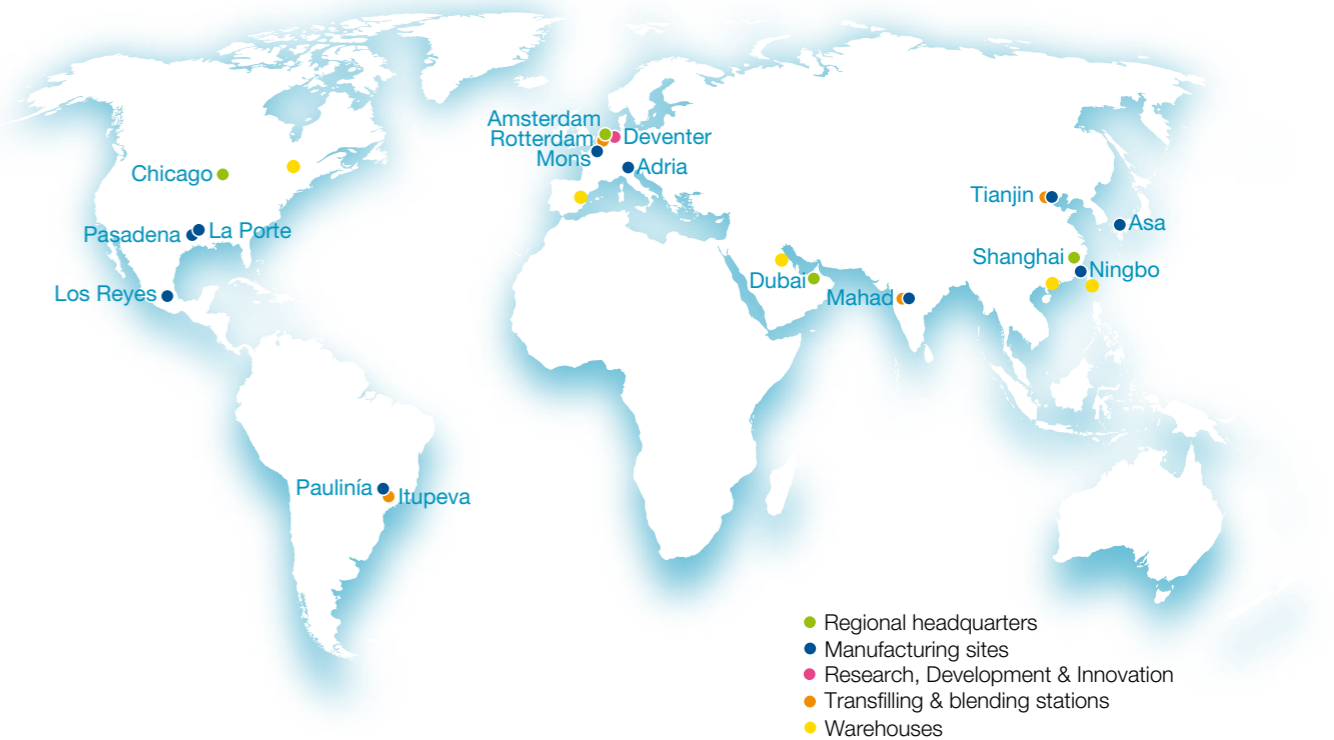 Amsterdam
Rotterdam
Deventer
Mons
Adria
Chicago
Pasadena
La Porte
Los Reyes
Tianjin
Asa
Shanghai
Ningbo
Dubai
Mahad
Paulinía
Itupeva
Regional headquarters
Manufacturing sites
Research, Development & Innovation
Transfilling & blending stations
Warehouses